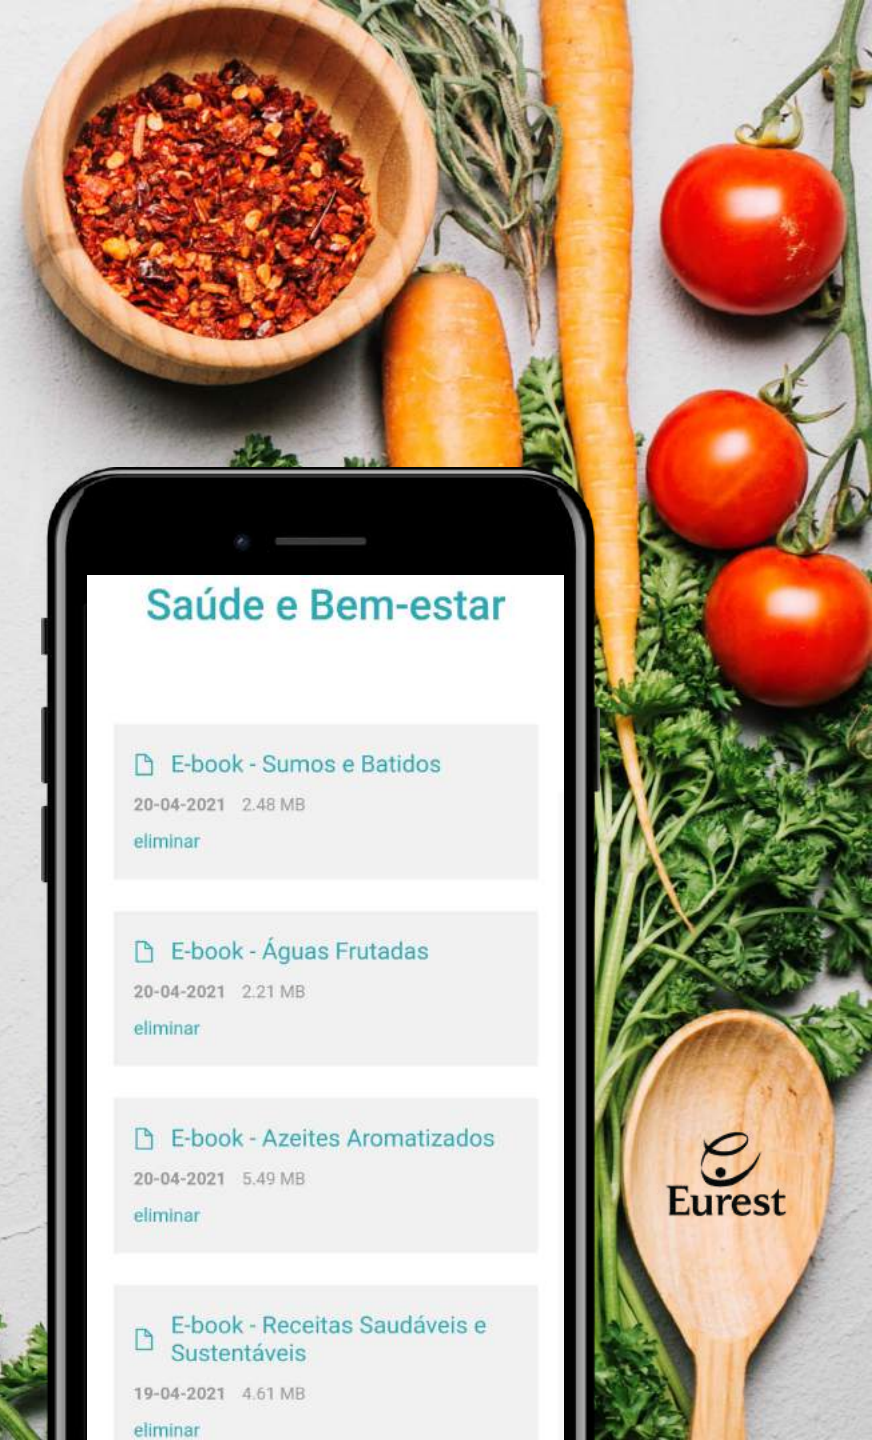 Saúde e Bem-estar
E-book - Sumos e Batidos
20-04-2021 2.48 MB
eliminar
E-book - Águas Frutadas
20-04-2021 2.21 MB
eliminar
E-book - Azeites Aromatizados
20-04-2021 5.49 MB
eliminar
E-book - Receitas Saudáveis e
Sustentáveis
19-04-2021 4.61 MB
eliminar
Eurest